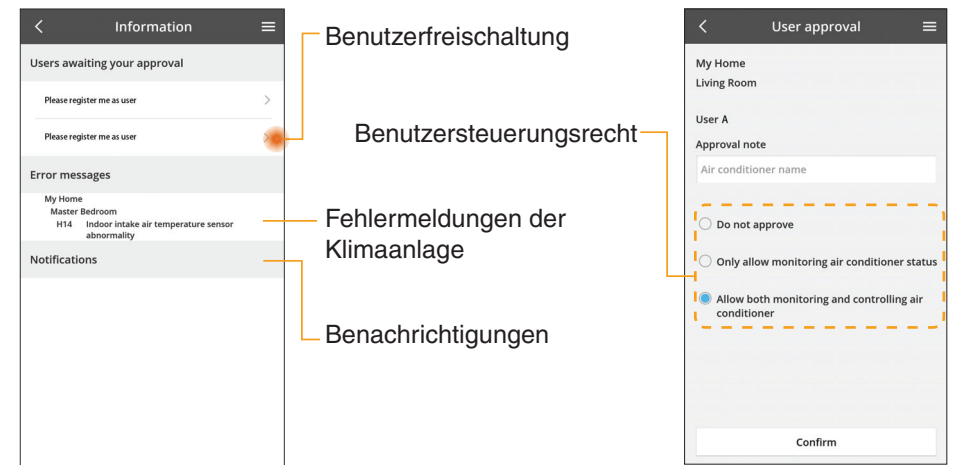 Information
Users awaiting your approval
Please register me as user
Please register me as user
Error messages
My Home
Master Bedroom
H14 Indoor intake air temperature sensor
abnormality
Notifications
Benutzerfreischaltung
Benutzersteuerungsrecht
Fehlermeldungen der
Klimaanlage
Benachrichtigungen
User approval
My Home
Living Room
User A
Approval note
Air conditioner name
Do not approve
Only allow monitoring air conditioner status
Allow both monitoring and controlling air
conditioner
Confirm